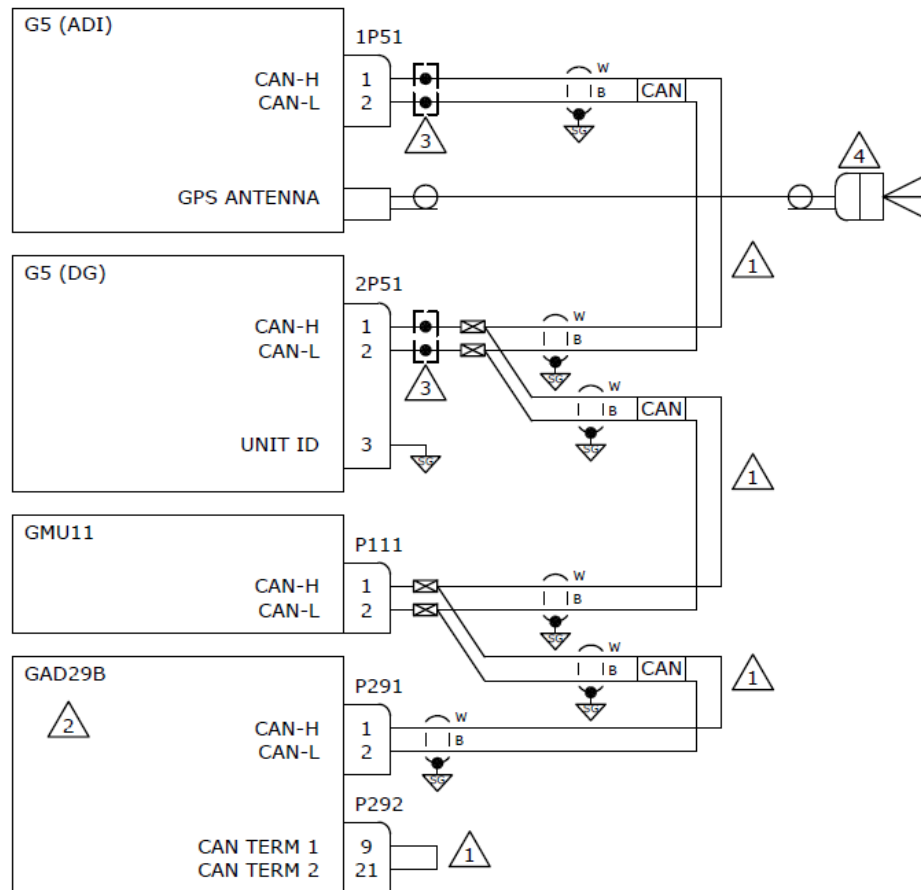 G5 (ADI)
1P51
CAN-H 1 W
CAN-L 2 B CAN
SG
3
4
GPS ANTENNA
1
G5 (DG)
2P51
CAN-H 1 W
CAN-L 2 B
SG
3
W
B CAN
SG
UNIT ID 3
SG
1
GMU11
P111
CAN-H 1 W
CAN-L 2 B
SG
W
B CAN
SG
1
GAD29B
P291
2
CAN-H 1 W
CAN-L 2 B
SG
P292
CAN TERM 1 9
CAN TERM 2 21
1